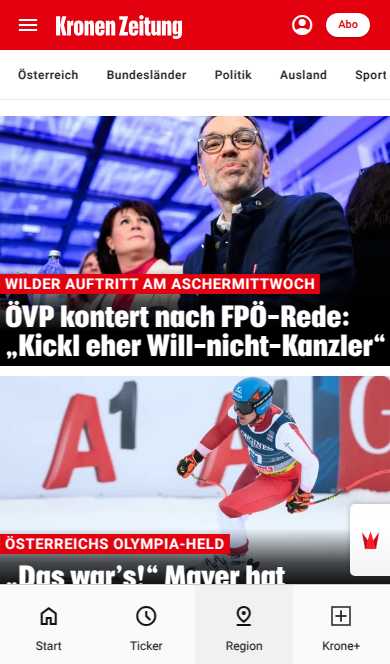 Kronen Zeitung
Abo
Österreich Bundesländer Politik Ausland Sport
WILDER AUFTRITT AM ASCHERMITTWOCH
ÖVP kontert nach FPÖ-Rede:
„Kickl eher Will-nicht-Kanzler“
A1
LONGINES
ÖSTERREICHS OLYMPIA-HELD
„Das war’s!“ Mayer hat
Start Ticker Region Krone+